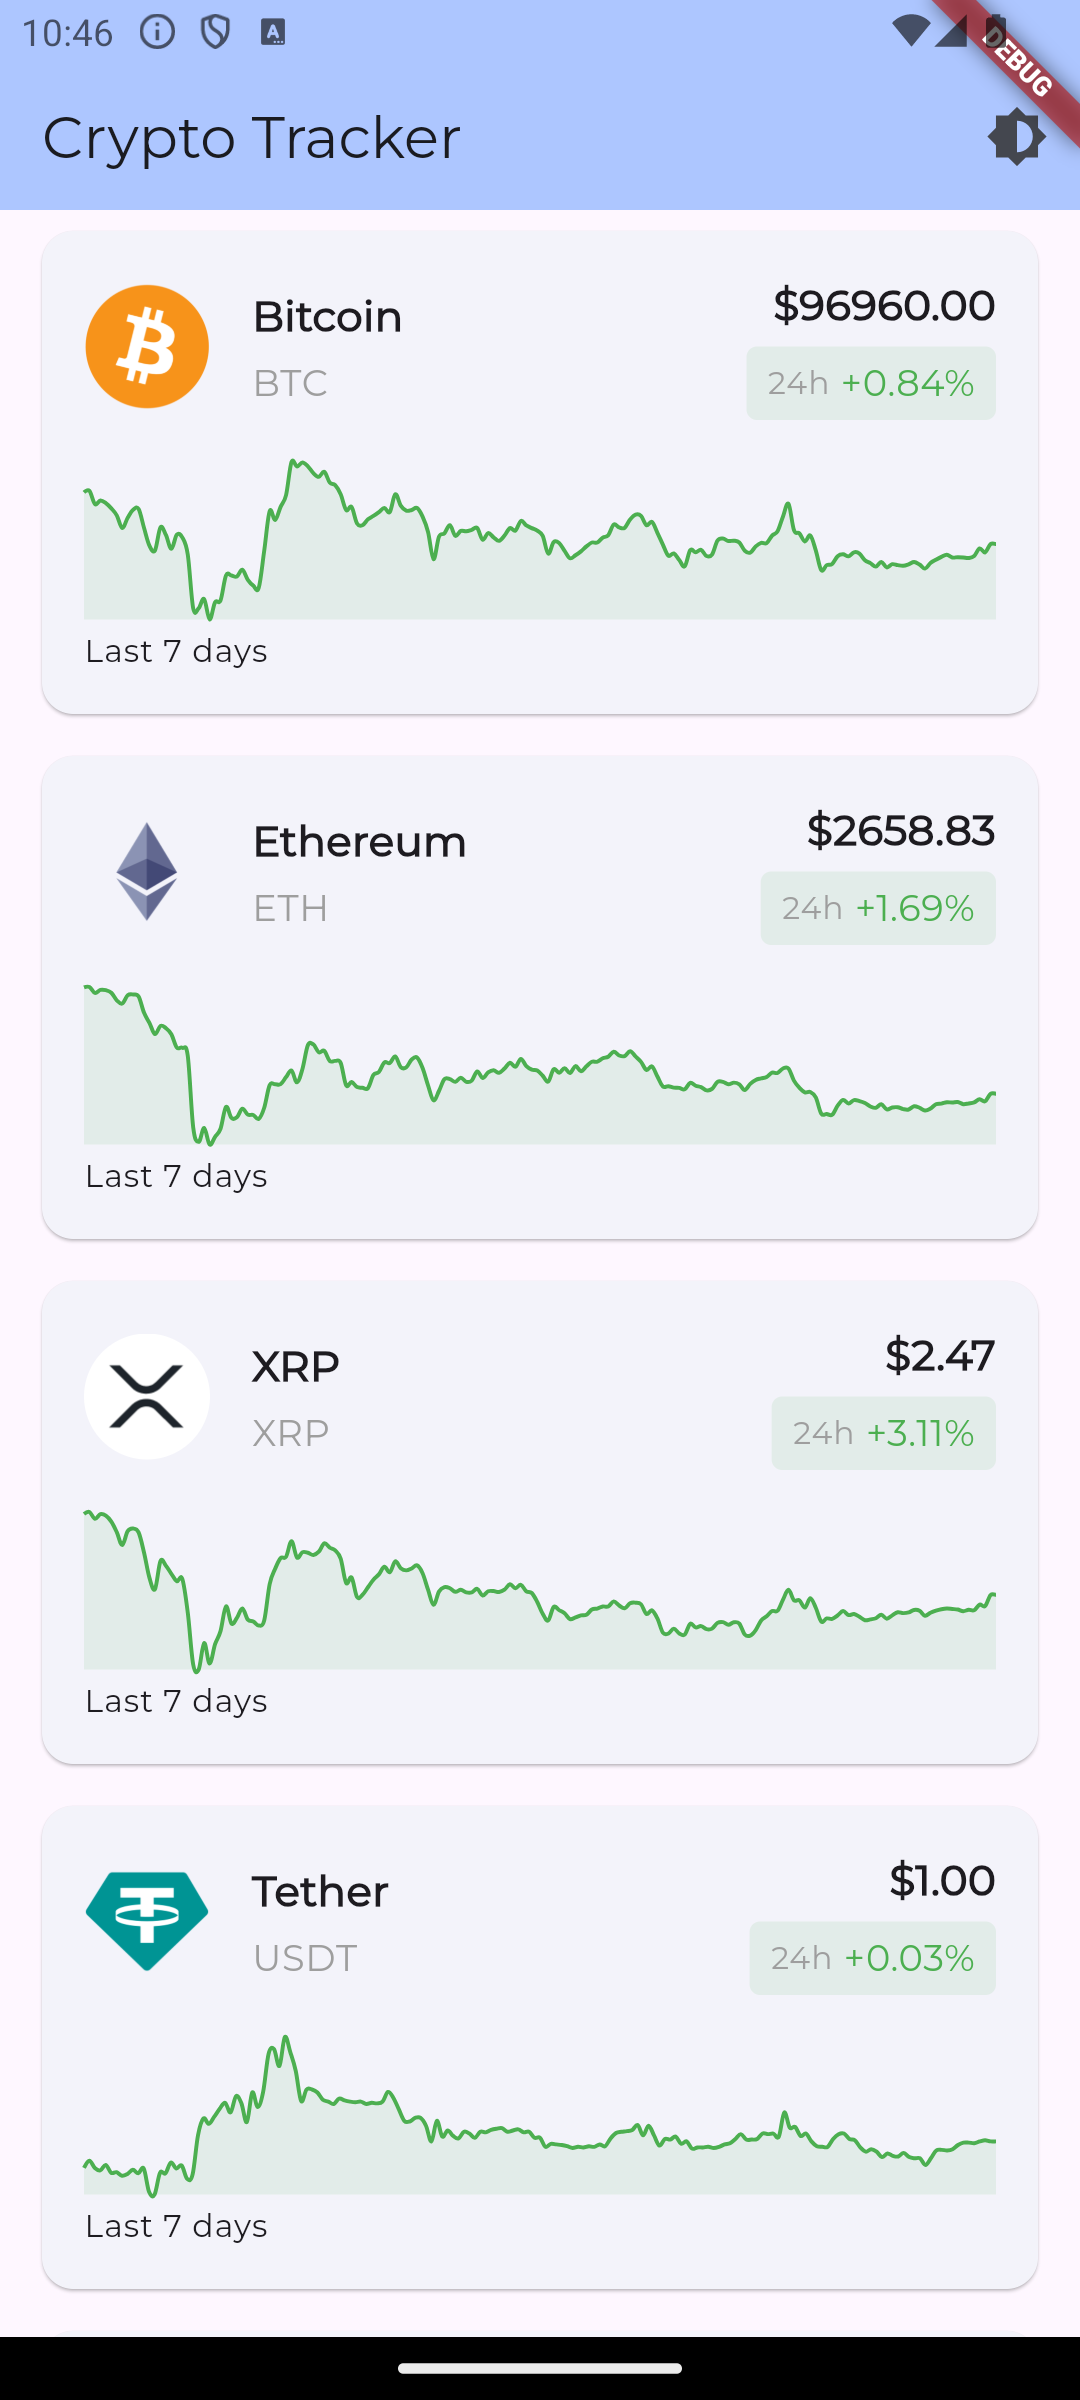 10:46
DEBUG
Crypto Tracker
Bitcoin
$96960.00
BTC
24h +0.84%
Last 7 days
Ethereum
$2658.83
ETH
24h +1.69%
Last 7 days
XRP
$2.47
XRP
24h +3.11%
Last 7 days
Tether
$1.00
USDT
24h +0.03%
Last 7 days